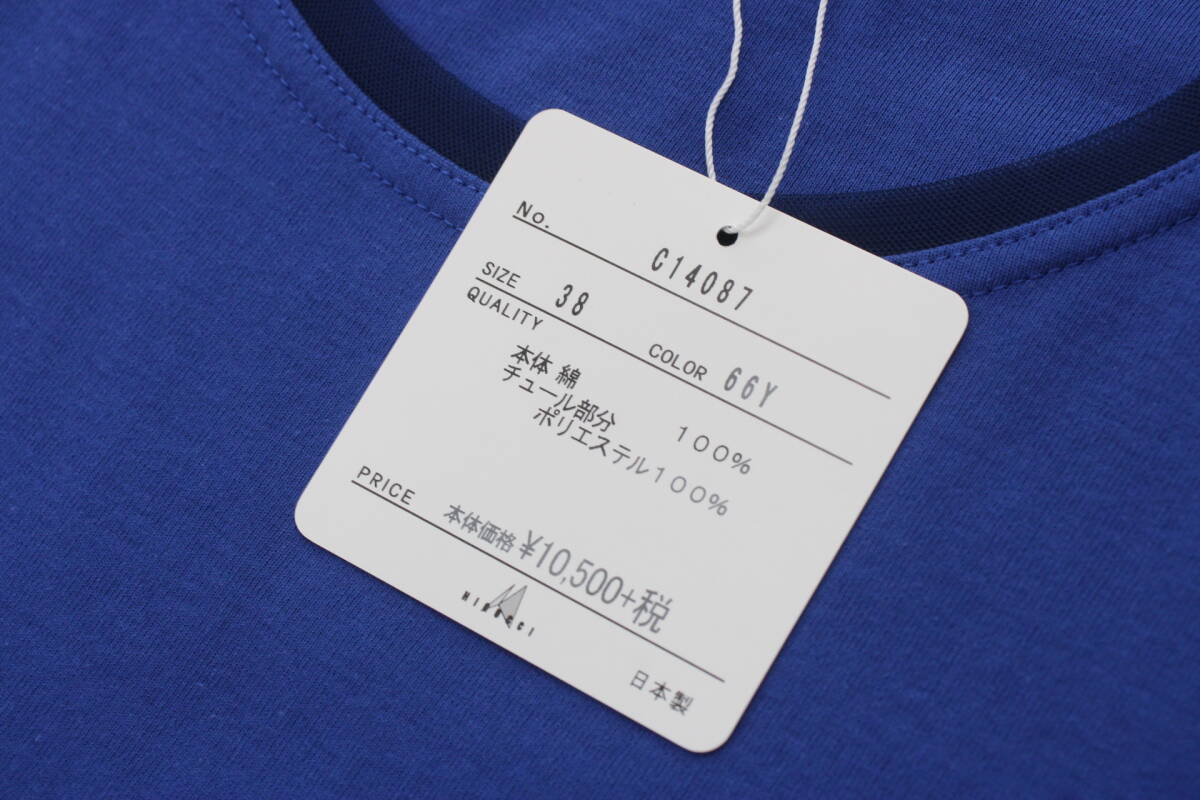 No. C14087
SIZE 38 COLOR 66Y
QUALITY
本体 綿 100%
チュール部分
ポリエステル100%
PRICE 本体価格 ¥10,500+税
HIROCCI
日本製